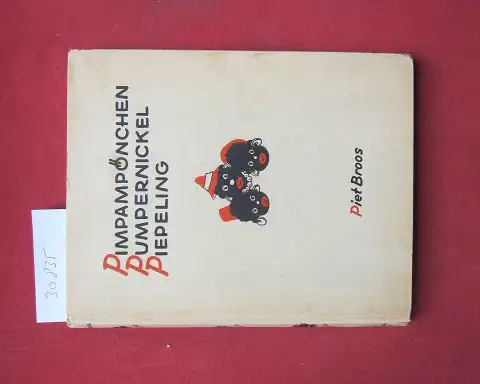 PIMPAMPÖNCHEN
PUMPERNICKEL
PIEPELING
Piet Broos
30835